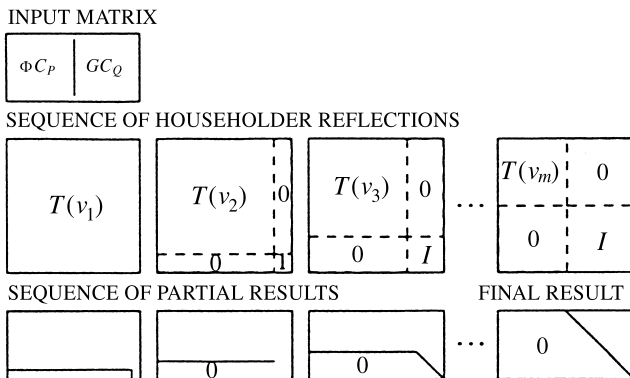 INPUT MATRIX
ΦC_P GC_Q
SEQUENCE OF HOUSEHOLDER REFLECTIONS
T(v_1) T(v_2) 0 0 I T(v_3) 0 0 I ... T(v_m) 0 0 I
SEQUENCE OF PARTIAL RESULTS FINAL RESULT
0 0 ... 0